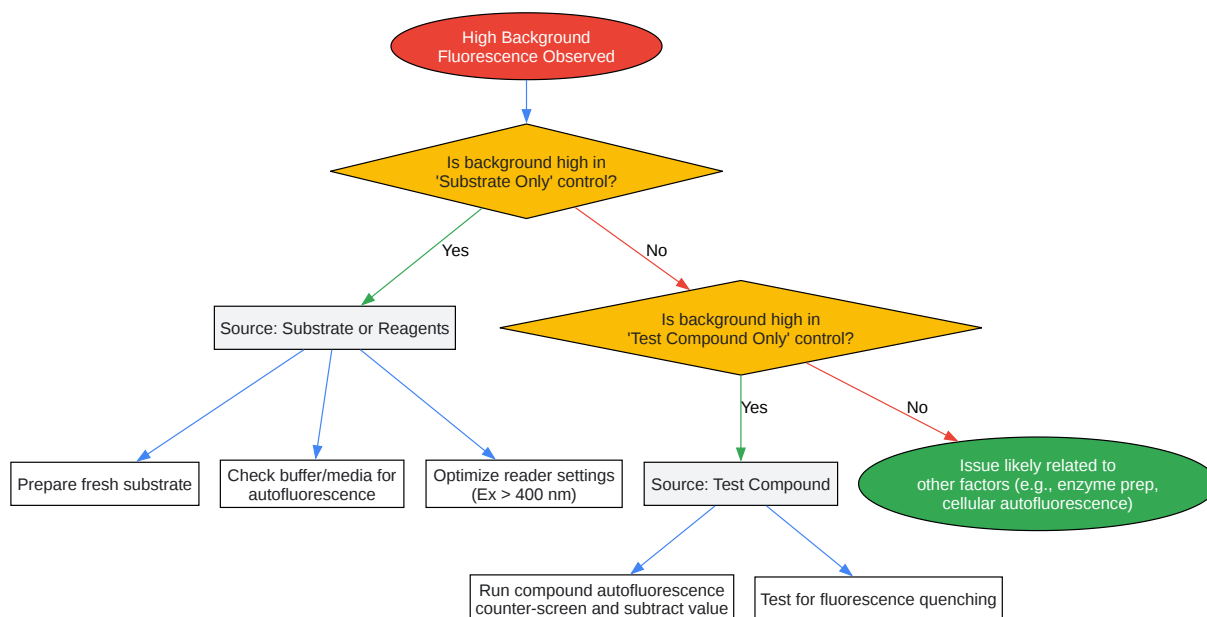 High Background
Fluorescence Observed
Is background high in
'Substrate Only' control?
Yes
No
Source: Substrate or Reagents
Is background high in
'Test Compound Only' control?
Yes
No
Prepare fresh substrate
Check buffer/media for
autofluorescence
Optimize reader settings
(Ex > 400 nm)
Source: Test Compound
Issue likely related to
other factors (e.g., enzyme prep,
cellular autofluorescence)
Run compound autofluorescence
counter-screen and subtract value
Test for fluorescence quenching